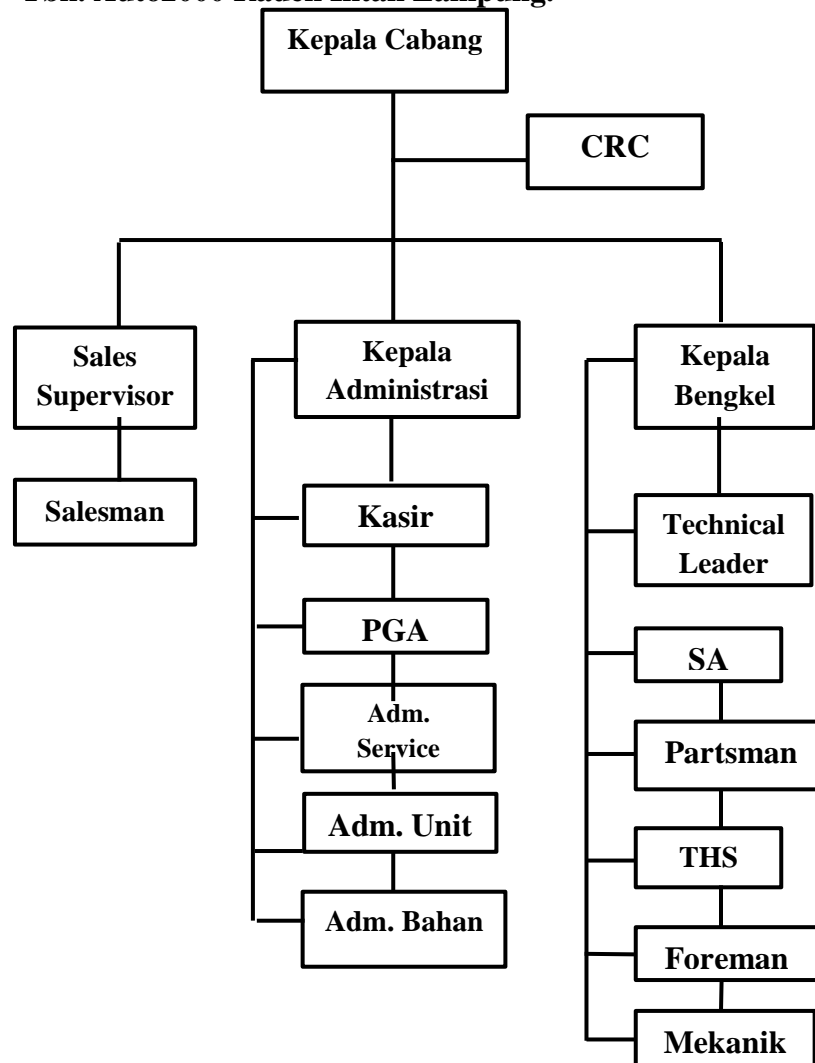 Kepala Cabang
CRC
Sales
Supervisor
Salesman
Kepala
Administrasi
Kasir
PGA
Adm.
Service
Adm. Unit
Adm. Bahan
Kepala
Bengkel
Technical
Leader
SA
Partsman
THS
Foreman
Mekanik